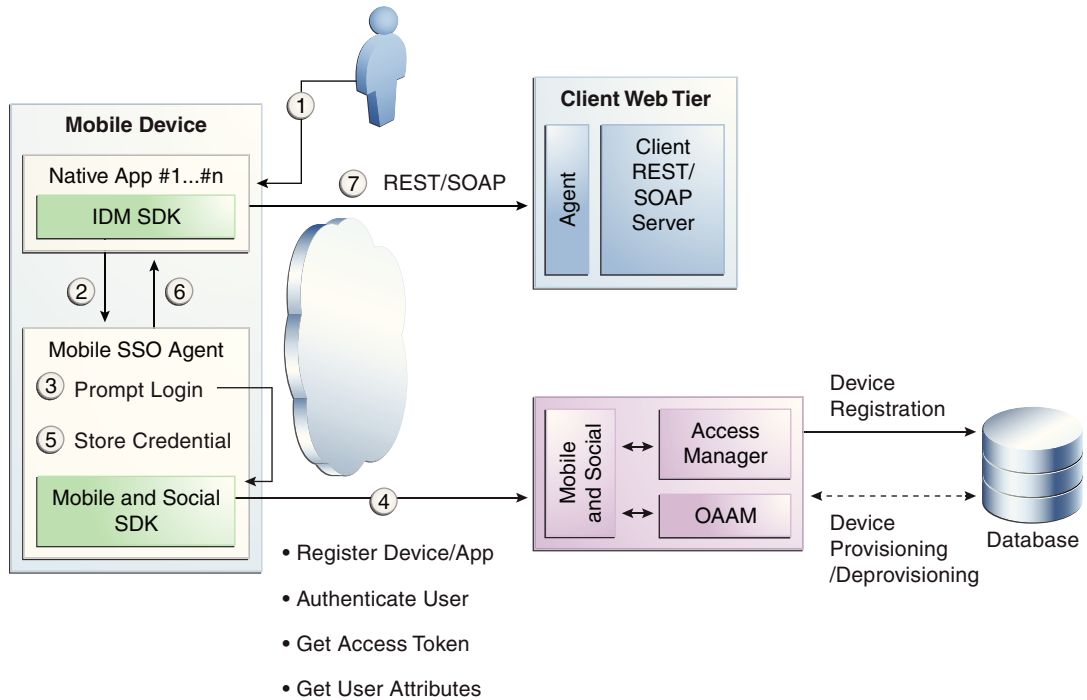 1
Mobile Device
Native App #1...#n
IDM SDK
7
REST/SOAP
Client Web Tier
Agent
Client
REST/
SOAP
Server
2
6
Mobile SSO Agent
3 Prompt Login
5 Store Credential
Mobile and Social
SDK
4
• Register Device/App
• Authenticate User
• Get Access Token
• Get User Attributes
Mobile
and Social
Access
Manager
OAAM
Device
Registration
Device
Provisioning
/Deprovisioning
Database